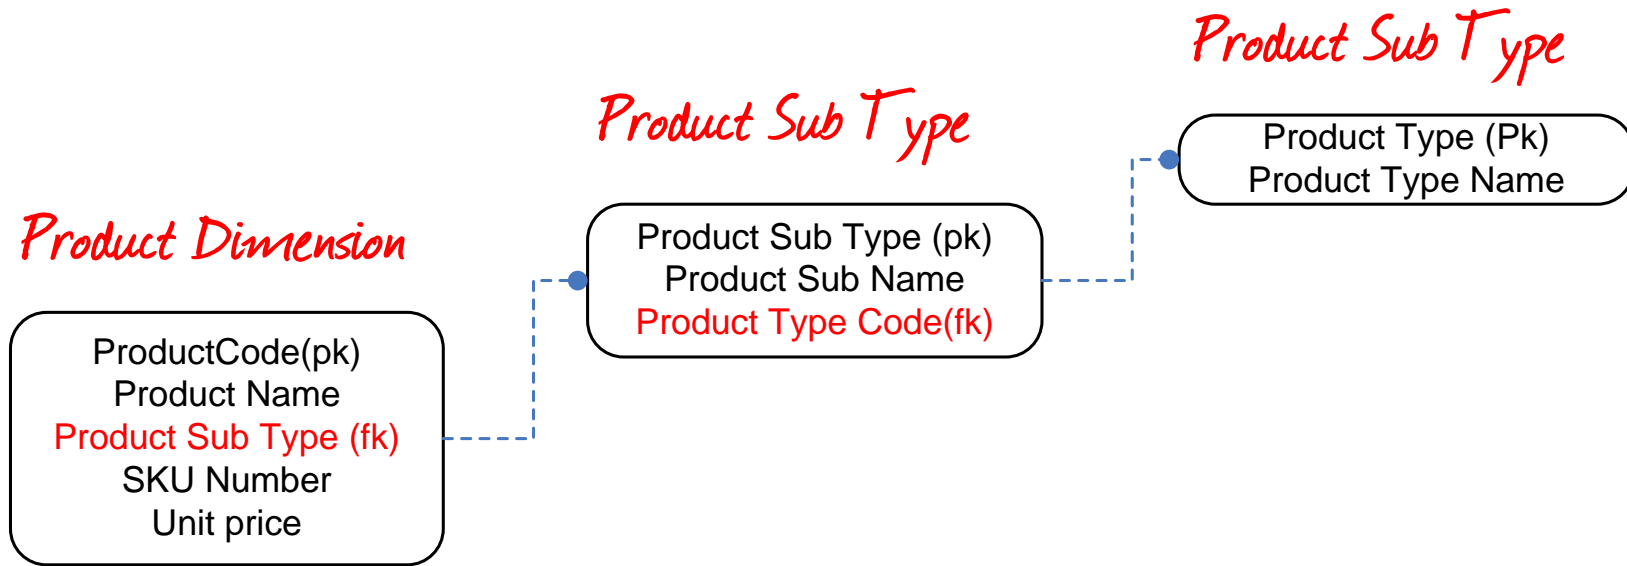 Product Dimension
ProductCode(pk)
Product Name
Product Sub Type (fk)
SKU Number
Unit price
Product Sub Type
Product Sub Type (pk)
Product Sub Name
Product Type Code(fk)
Product Sub Type
Product Type (Pk)
Product Type Name